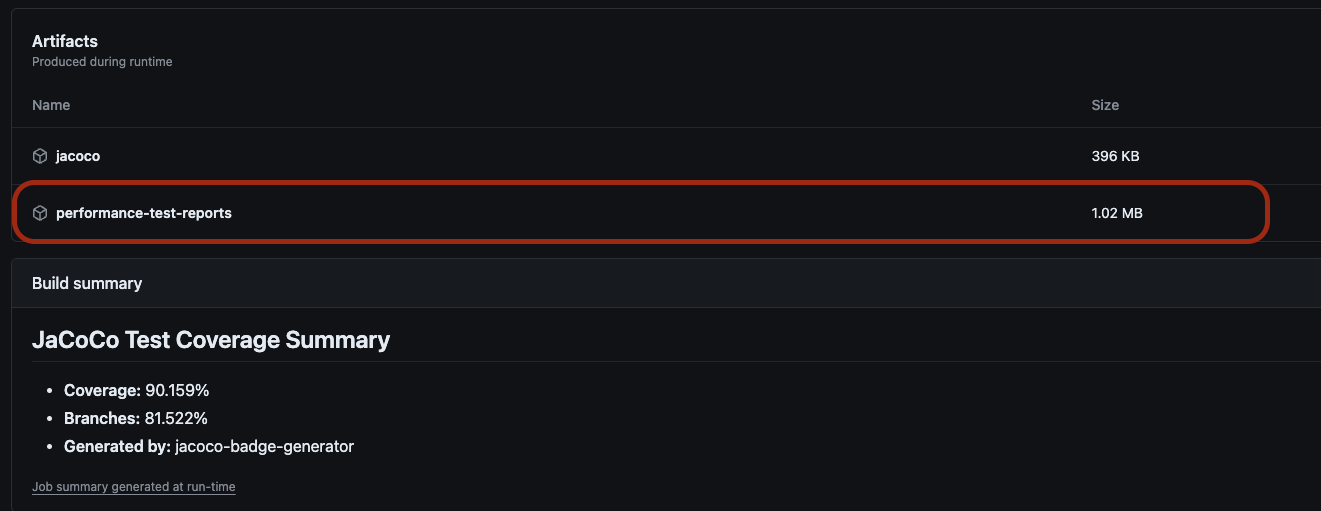 Artifacts
Produced during runtime
Name Size
jacoco 396 KB
performance-test-reports 1.02 MB
Build summary
JaCoCo Test Coverage Summary
• Coverage: 90.159%
• Branches: 81.522%
• Generated by: jacoco-badge-generator
Job summary generated at run-time